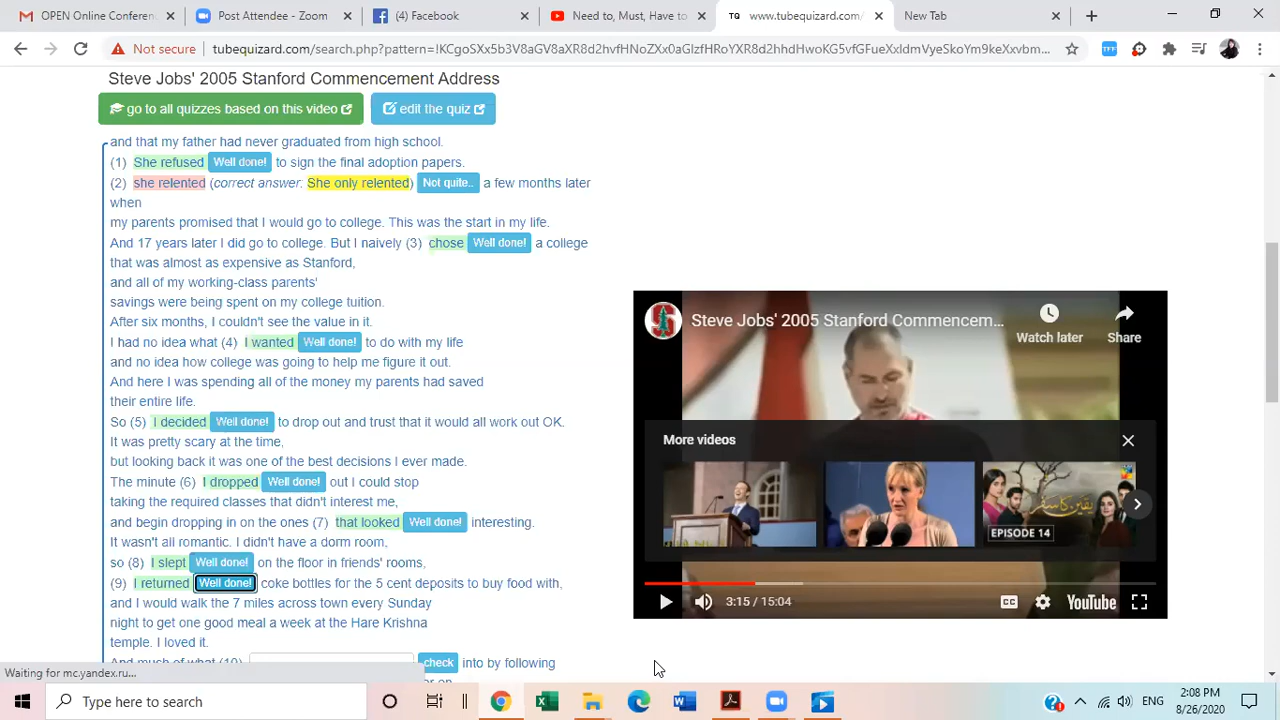 OPEN Online Conferen
Post Attendee - Zoom
(4) Facebook
Need to, Must, Have to
TQ www.tubequizard.com/
New Tab
Not secure
tubequizard.com/search.php?pattern=!KCgoSXx5b3V8aGV8aXR8d2hvfHNoZXx0aGlzfHRoYXR8d2hhdHwoKG5vfGFueXxldmVyeSkoYm9keXxvbm...
Steve Jobs' 2005 Stanford Commencement Address
go to all quizzes based on this video
edit the quiz
and that my father had never graduated from high school.
(1) She refused Well done! to sign the final adoption papers.
(2) she relented (correct answer: She only relented) Not quite.. a few months later
when
my parents promised that I would go to college. This was the start in my life.
And 17 years later I did go to college. But I naively (3) chose Well done! a college
that was almost as expensive as Stanford,
and all of my working-class parents'
savings were being spent on my college tuition.
After six months, I couldn't see the value in it.
I had no idea what (4) I wanted Well done! to do with my life
and no idea how college was going to help me figure it out.
And here I was spending all of the money my parents had saved
their entire life.
So (5) I decided Well done! to drop out and trust that it would all work out OK.
It was pretty scary at the time,
but looking back it was one of the best decisions I ever made.
The minute (6) I dropped Well done! out I could stop
taking the required classes that didn't interest me,
and begin dropping in on the ones (7) that looked Well done! interesting.
It wasn't all romantic. I didn't have a dorm room,
so (8) I slept Well done! on the floor in friends' rooms,
(9) I returned Well done! coke bottles for the 5 cent deposits to buy food with,
and I would walk the 7 miles across town every Sunday
night to get one good meal a week at the Hare Krishna
temple. I loved it.
And much of what (10) check into by following
Waiting for mc.yandex.ru...
Steve Jobs' 2005 Stanford Commencem...
Watch later
Share
More videos
EPISODE 14
3:15 / 15:04
CC
YouTube
Type here to search
ENG
2:08 PM
8/26/2020